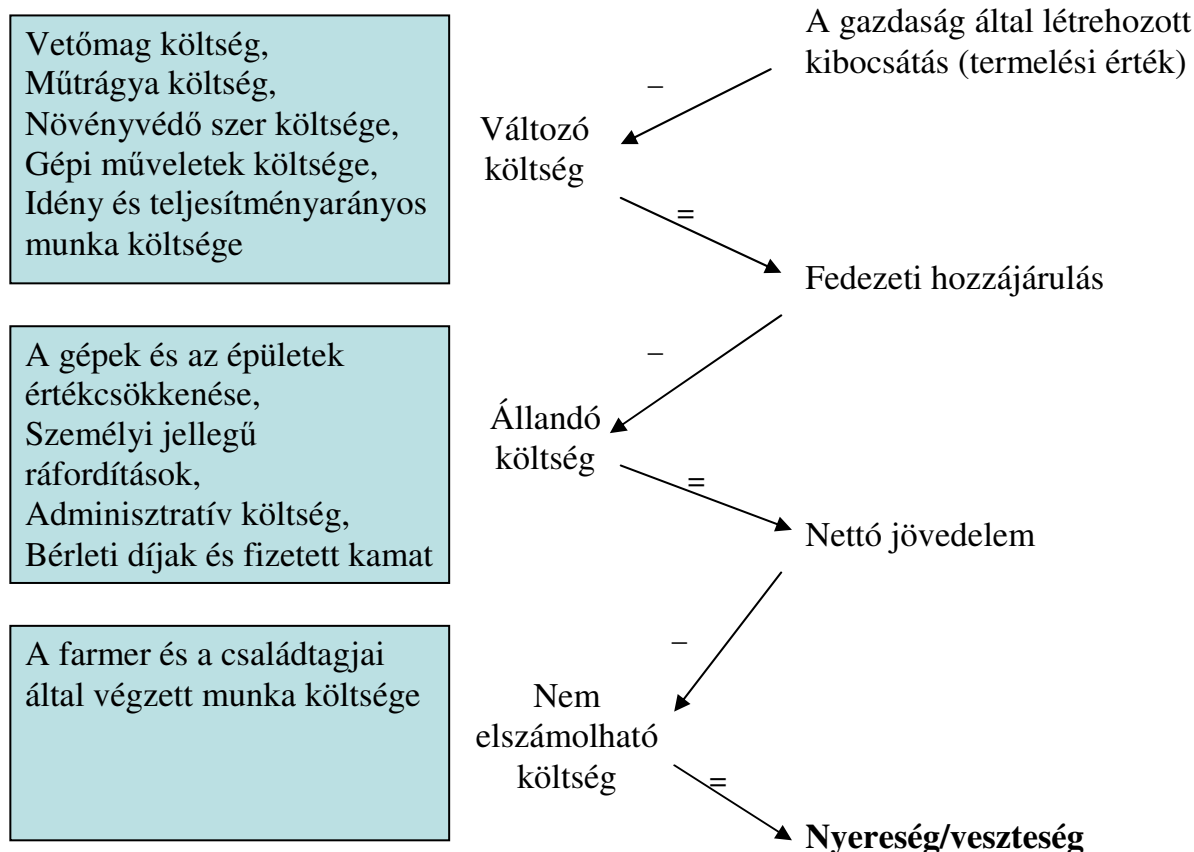 Vetőmag költség,
Műtrágya költség,
Növényvédő szer költsége,
Gépi műveletek költsége,
Idény és teljesítményarányos
munka költsége
A gazdaság által létrehozott
kibocsátás (termelési érték)
–
Változó
költség
=
Fedezeti hozzájárulás
A gépek és az épületek
értékcsökkenése,
Személyi jellegű
ráfordítások,
Adminisztratív költség,
Bérleti díjak és fizetett kamat
–
Állandó
költség
=
Nettó jövedelem
A farmer és a családtagjai
által végzett munka költsége
–
Nem
elszámolható
költség
=
Nyereség/veszteség